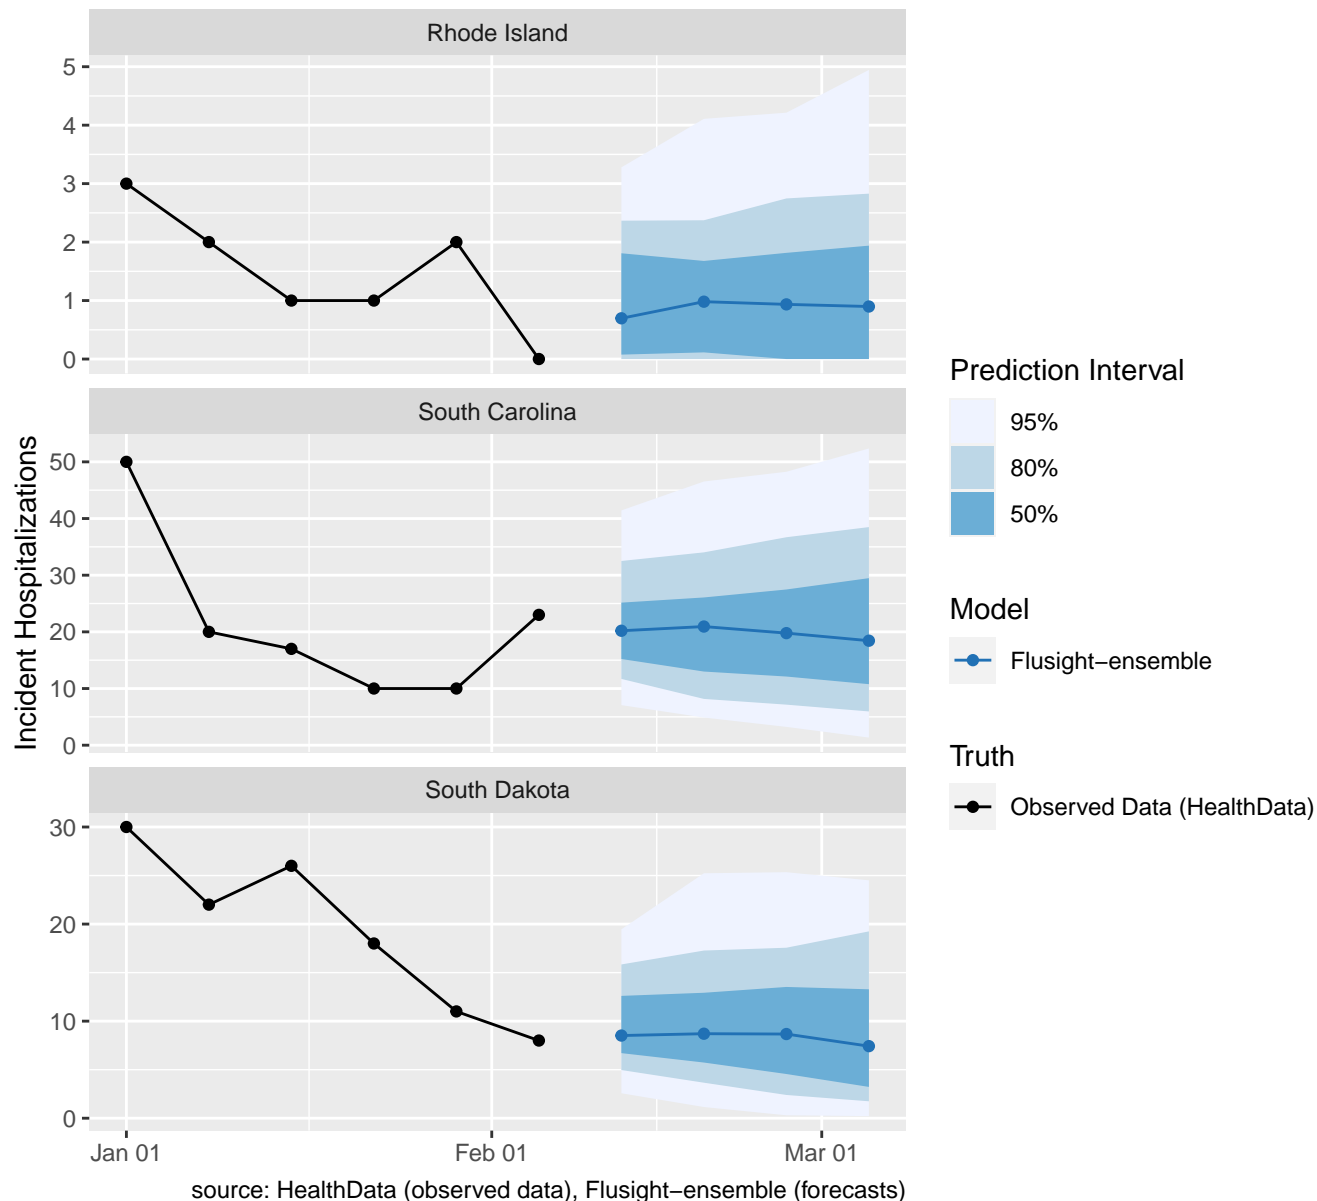 Rhode Island
5
4
3
2
1
0
South Carolina
50
40
30
20
10
0
South Dakota
30
20
10
0
Incident Hospitalizations
Jan 01
Feb 01
Mar 01
source: HealthData (observed data), Flusight−ensemble (forecasts)
Prediction Interval
95%
80%
50%
Model
Flusight−ensemble
Truth
Observed Data (HealthData)